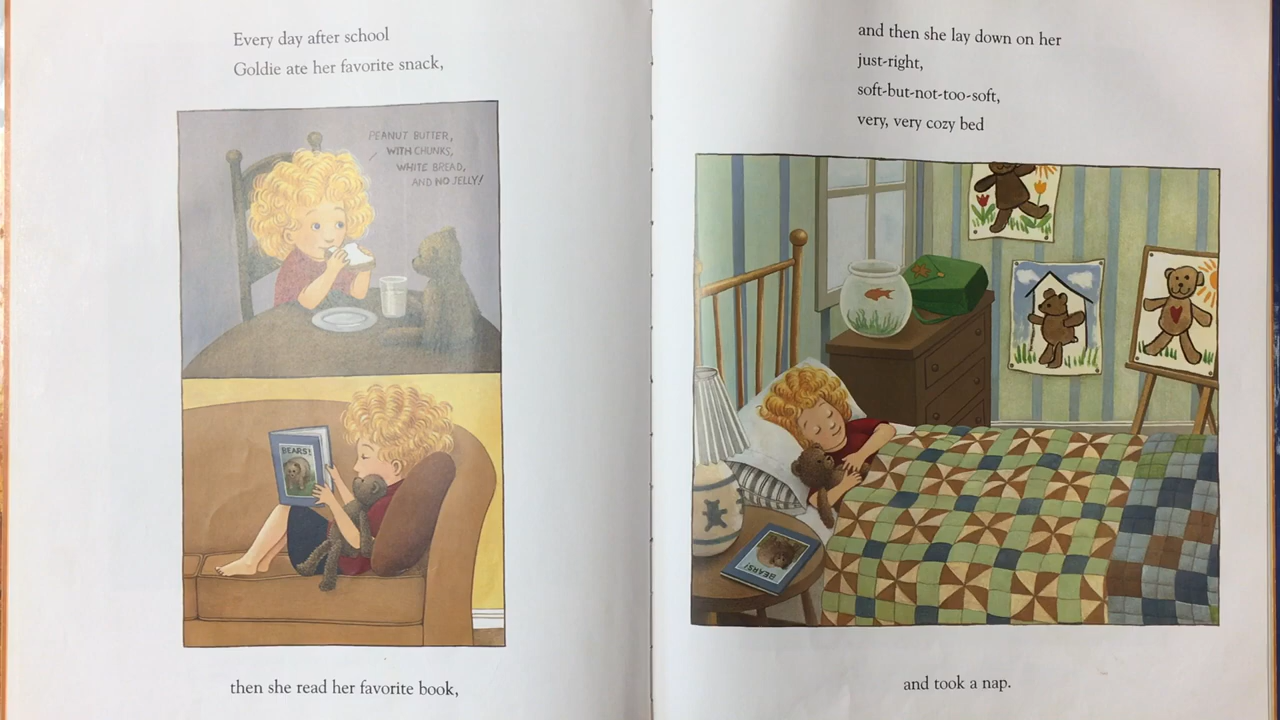 Every day after school
Goldie ate her favorite snack,
PEANUT BUTTER,
WITH CHUNKS,
WHITE BREAD,
AND NO JELLY!
BEARS!
then she read her favorite book,
and then she lay down on her
just-right,
soft-but-not-too-soft,
very, very cozy bed
BEARS!
and took a nap.